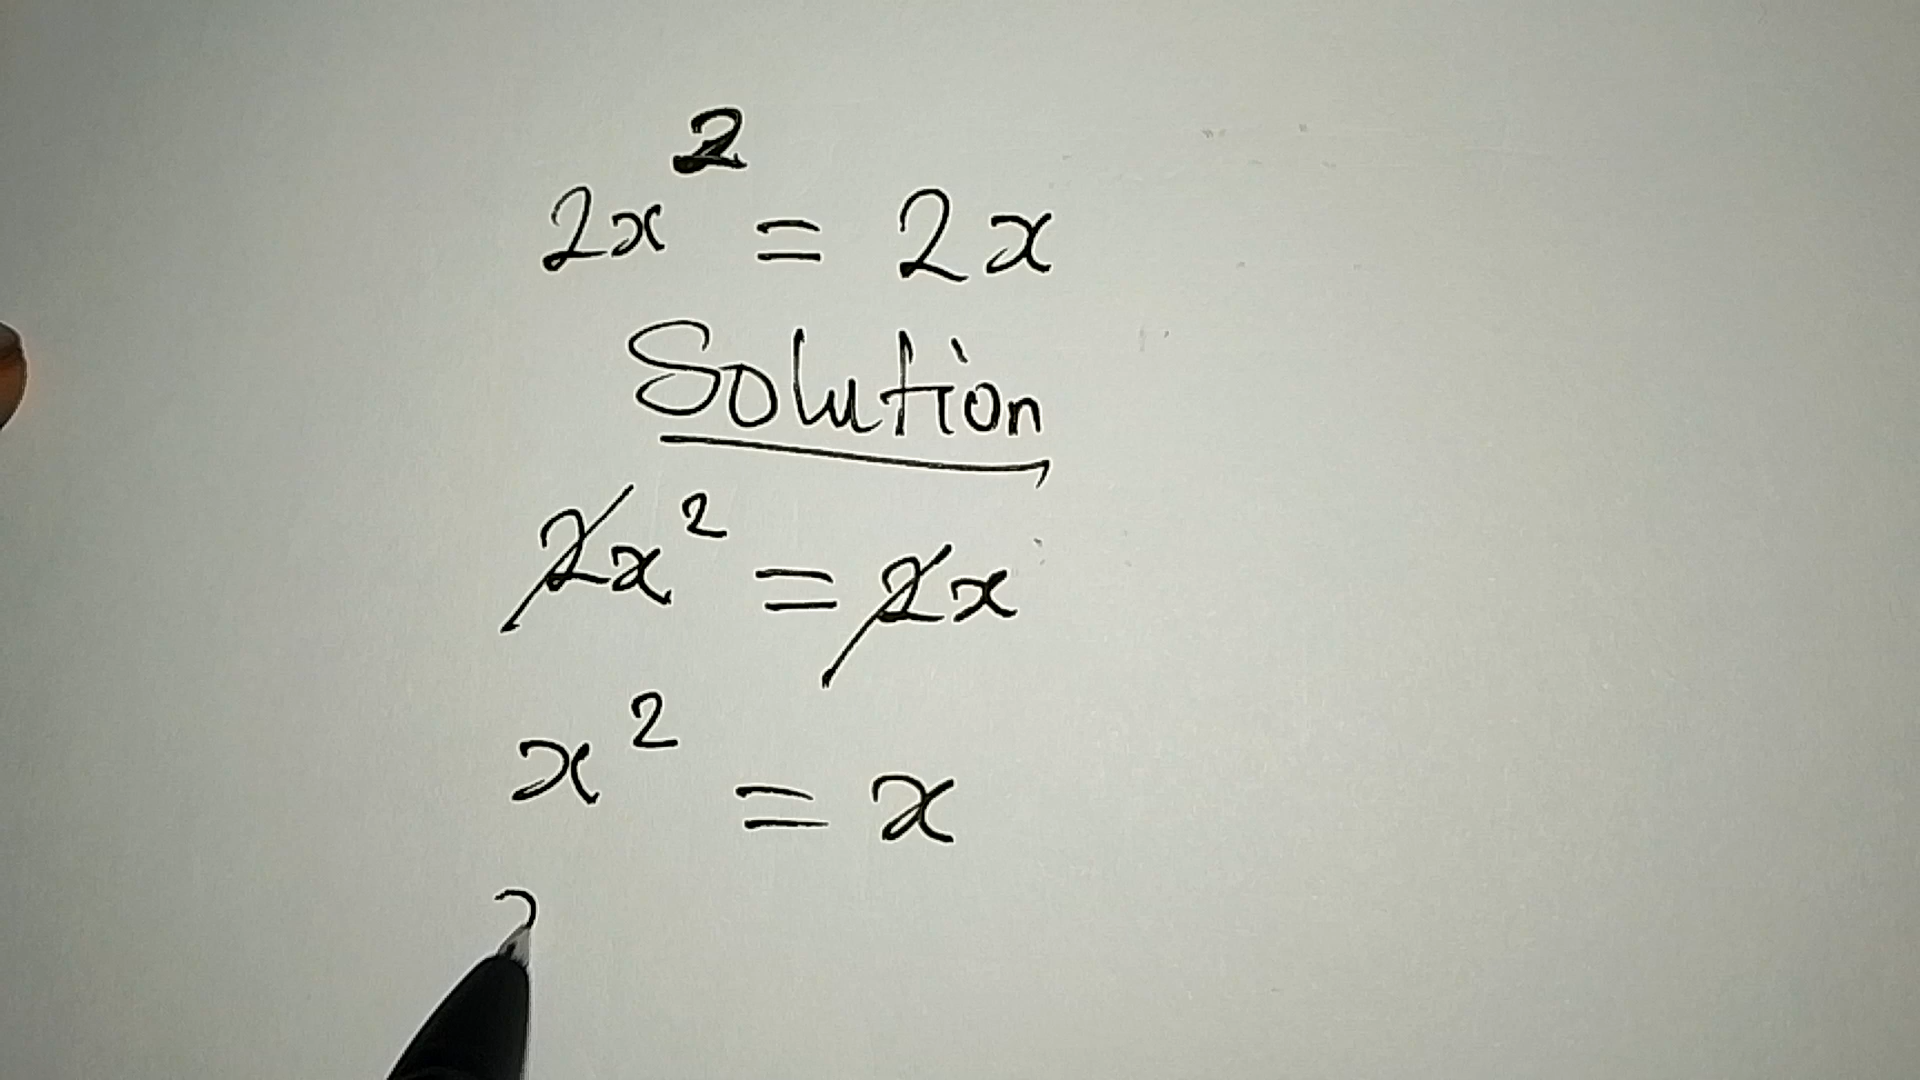 2x² = 2x
Solution
2x² = 2x
x² = x